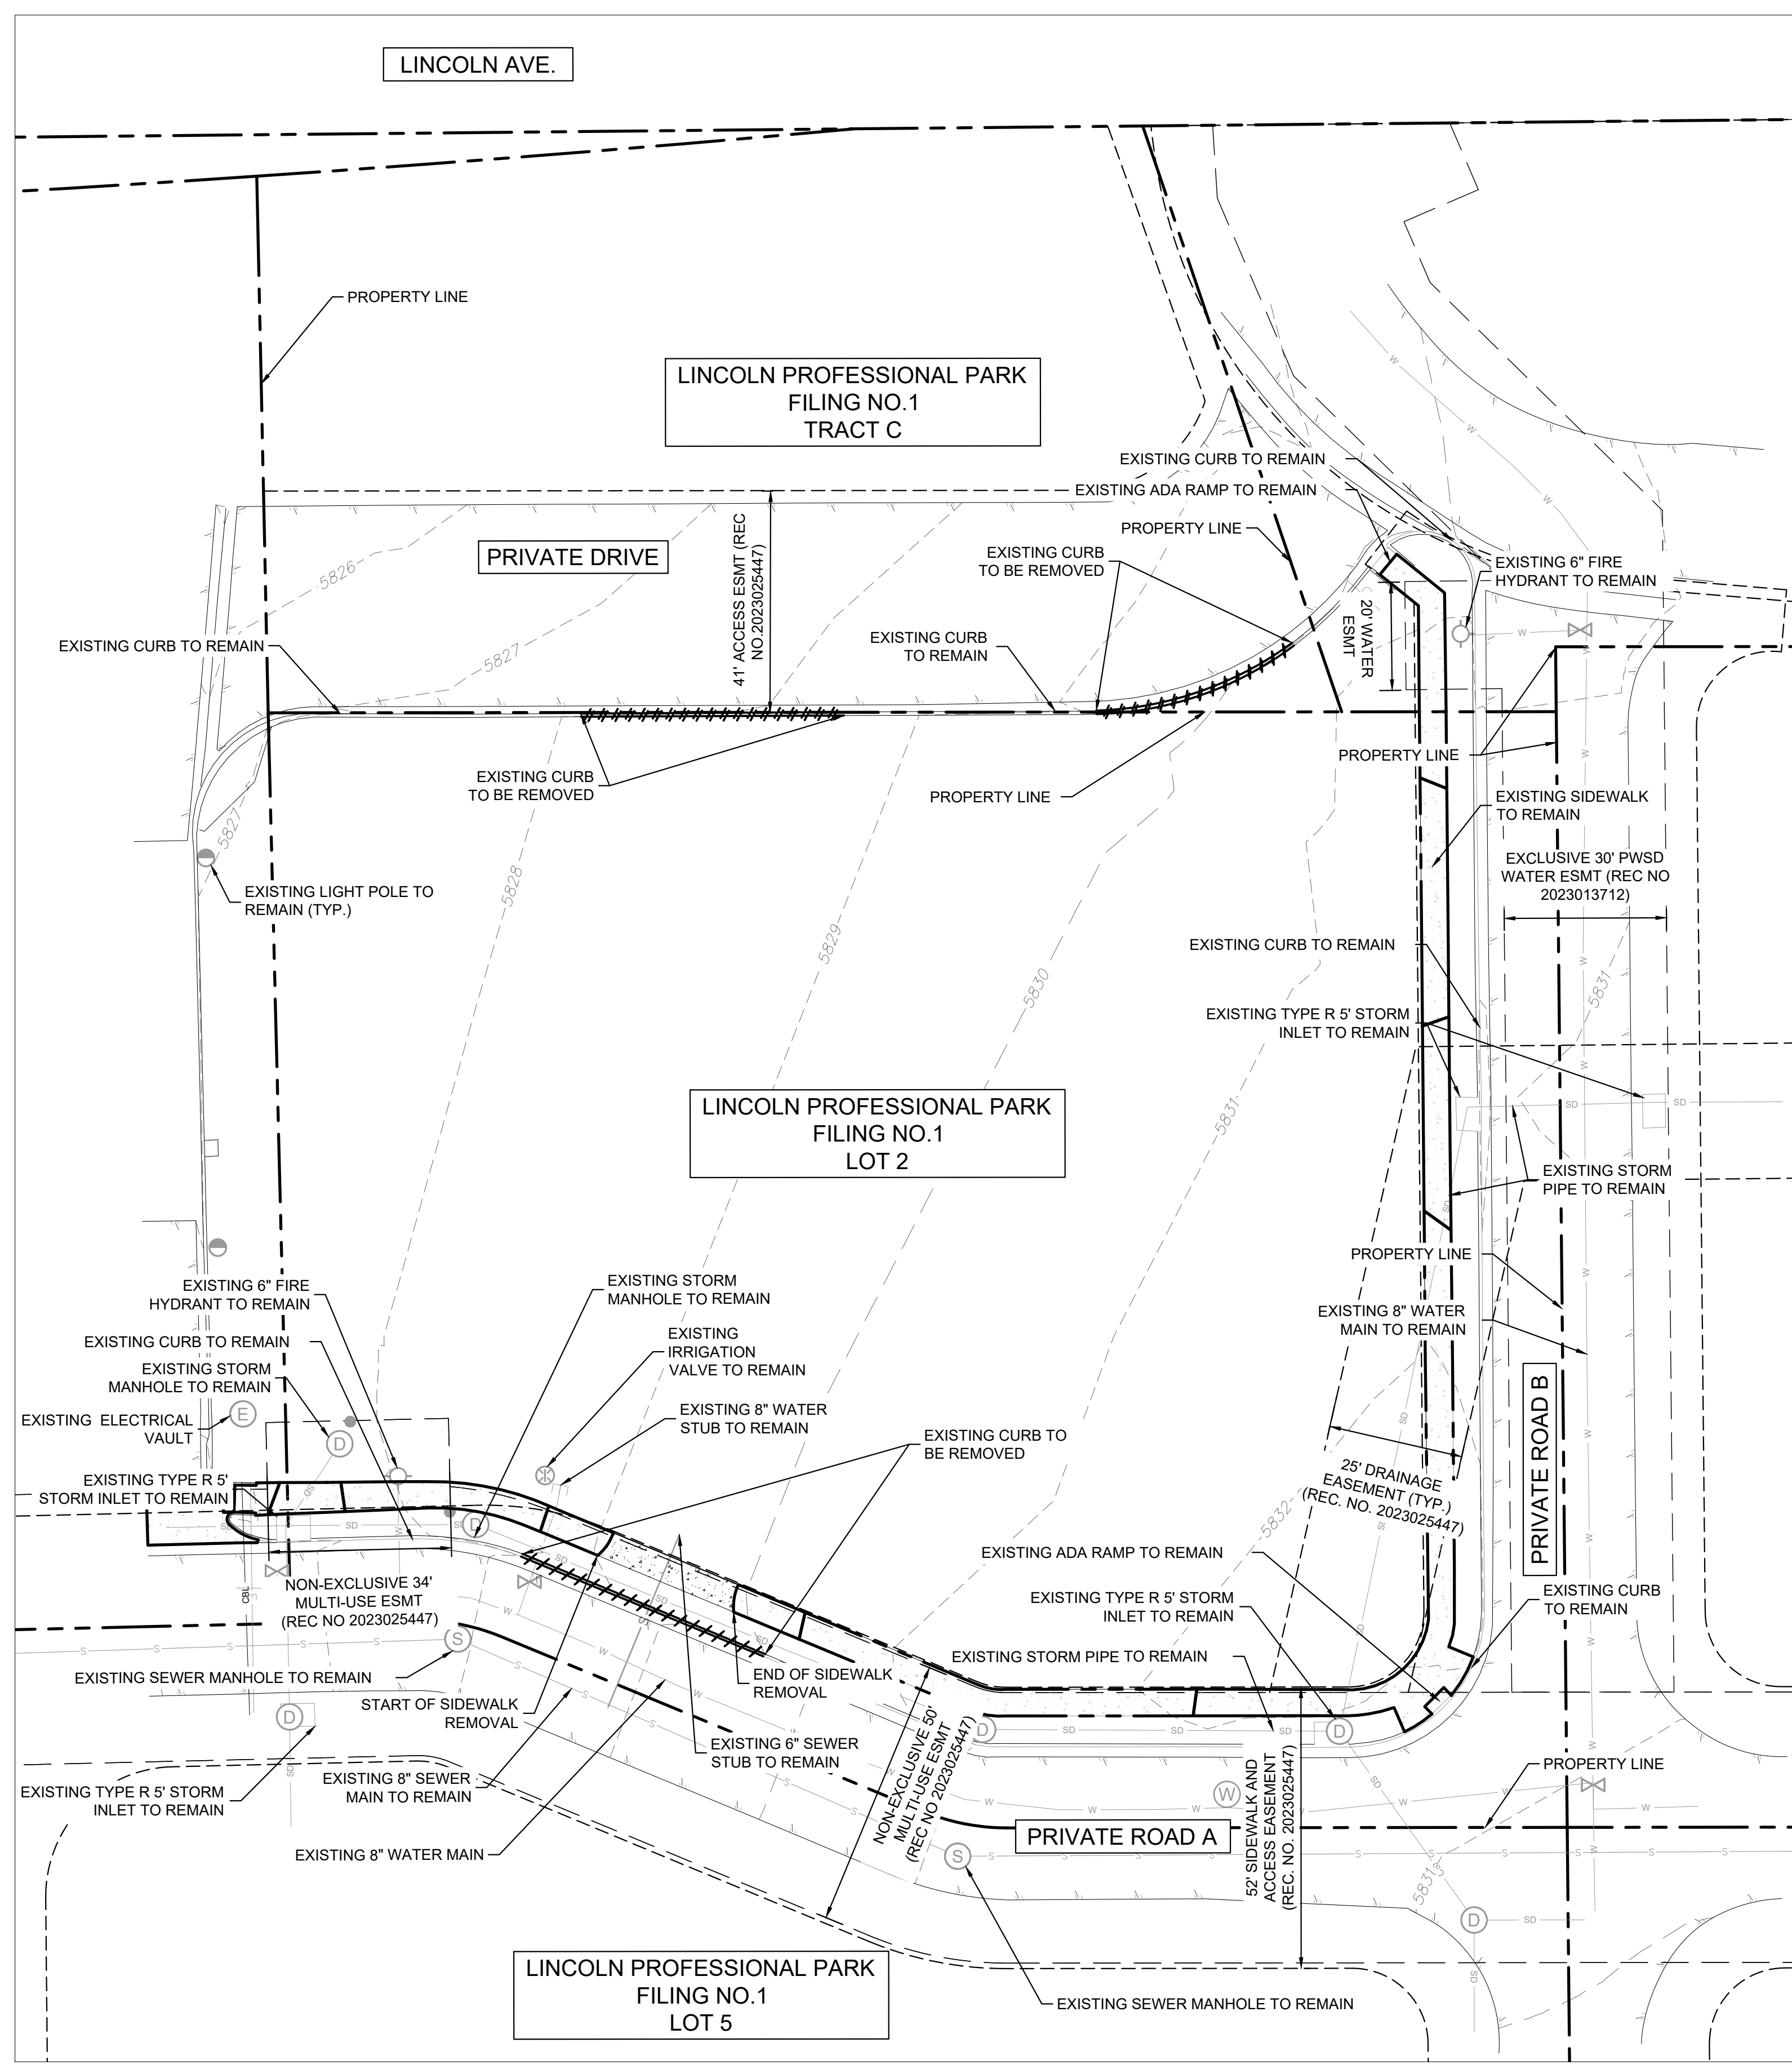 LINCOLN AVE.
PROPERTY LINE
LINCOLN PROFESSIONAL PARK
FILING NO.1
TRACT C
EXISTING CURB TO REMAIN
EXISTING ADA RAMP TO REMAIN
PROPERTY LINE
PRIVATE DRIVE
41' ACCESS ESMT (REC
NO.2023025447)
EXISTING CURB
TO BE REMOVED
EXISTING 6" FIRE
HYDRANT TO REMAIN
20' WATER
ESMT
5826
5827
EXISTING CURB TO REMAIN
EXISTING CURB
TO REMAIN
EXISTING CURB
TO BE REMOVED
PROPERTY LINE
PROPERTY LINE
EXISTING SIDEWALK
TO REMAIN
5827
EXISTING LIGHT POLE TO
REMAIN (TYP.)
5828
5829
5830
5831
5831
EXCLUSIVE 30' PWSD
WATER ESMT (REC NO
2023013712)
EXISTING CURB TO REMAIN
EXISTING TYPE R 5' STORM
INLET TO REMAIN
LINCOLN PROFESSIONAL PARK
FILING NO.1
LOT 2
EXISTING STORM
PIPE TO REMAIN
PROPERTY LINE
EXISTING 8" WATER
MAIN TO REMAIN
PRIVATE ROAD B
EXISTING 6" FIRE
HYDRANT TO REMAIN
EXISTING CURB TO REMAIN
EXISTING STORM
MANHOLE TO REMAIN
EXISTING ELECTRICAL
VAULT
EXISTING TYPE R 5'
STORM INLET TO REMAIN
EXISTING STORM
MANHOLE TO REMAIN
EXISTING
IRRIGATION
VALVE TO REMAIN
EXISTING 8" WATER
STUB TO REMAIN
EXISTING CURB TO
BE REMOVED
25' DRAINAGE
EASEMENT (TYP.)
(REC. NO. 2023025447)
5832
EXISTING ADA RAMP TO REMAIN
EXISTING TYPE R 5' STORM
INLET TO REMAIN
EXISTING CURB
TO REMAIN
EXISTING STORM PIPE TO REMAIN
NON-EXCLUSIVE 34'
MULTI-USE ESMT
(REC NO 2023025447)
CBL
EXISTING SEWER MANHOLE TO REMAIN
START OF SIDEWALK
REMOVAL
END OF SIDEWALK
REMOVAL
EXISTING 6" SEWER
STUB TO REMAIN
EXISTING TYPE R 5' STORM
INLET TO REMAIN
EXISTING 8" SEWER
MAIN TO REMAIN
EXISTING 8" WATER MAIN
NON-EXCLUSIVE 50'
MULTI-USE ESMT
(REC NO 2023025447)
52' SIDEWALK AND
ACCESS EASEMENT
(REC. NO. 2023025447)
PROPERTY LINE
PRIVATE ROAD A
5831
LINCOLN PROFESSIONAL PARK
FILING NO.1
LOT 5
EXISTING SEWER MANHOLE TO REMAIN
E
D
D
S
D
D
D
W
S
D
W
W
W
W
W
W
W
SD
SD
SD
SD
SD
SD
S
S
S
S